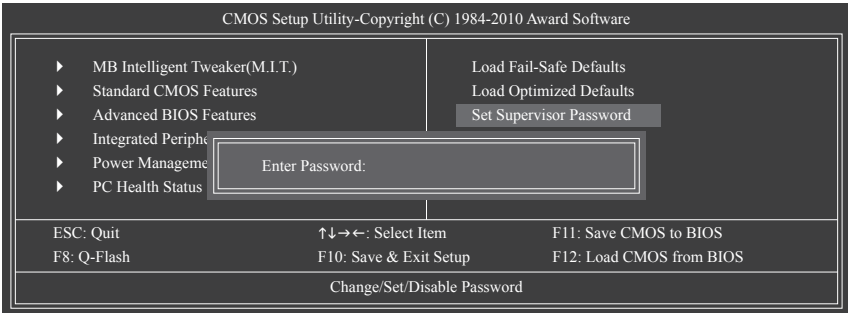 CMOS Setup Utility-Copyright (C) 1984-2010 Award Software
MB Intelligent Tweaker(M.I.T.)
Standard CMOS Features
Advanced BIOS Features
Integrated Periphe
Power Manageme
PC Health Status
Load Fail-Safe Defaults
Load Optimized Defaults
Set Supervisor Password
Enter Password:
ESC: Quit ↑↓→←: Select Item F11: Save CMOS to BIOS
F8: Q-Flash F10: Save & Exit Setup F12: Load CMOS from BIOS
Change/Set/Disable Password